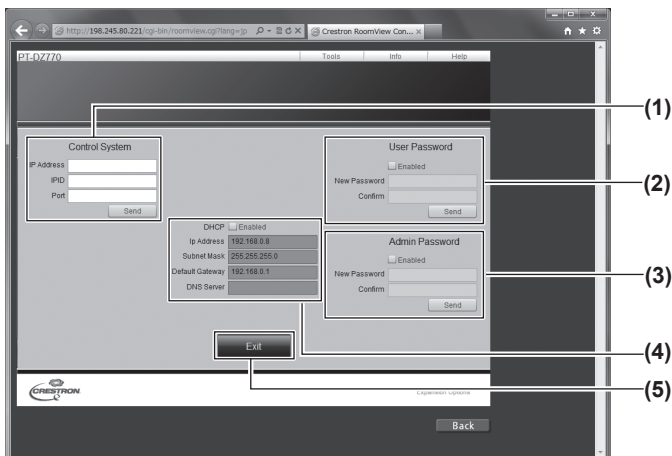 http://198.245.80.221/cgi-bin/roomview.cgi?lang=jp
Crestron RoomView Con...
PT-DZ770
Tools Info Help
(1)
Control System
IP Address
IPID
Port
Send
User Password
Enabled
New Password
Confirm
Send
(2)
DHCP Enabled
Ip Address 192.168.0.8
Subnet Mask 255.255.255.0
Default Gateway 192.168.0.1
DNS Server
Admin Password
Enabled
New Password
Confirm
Send
(3)
Exit
(4)
(5)
CRESTRON
Expansion Options
Back